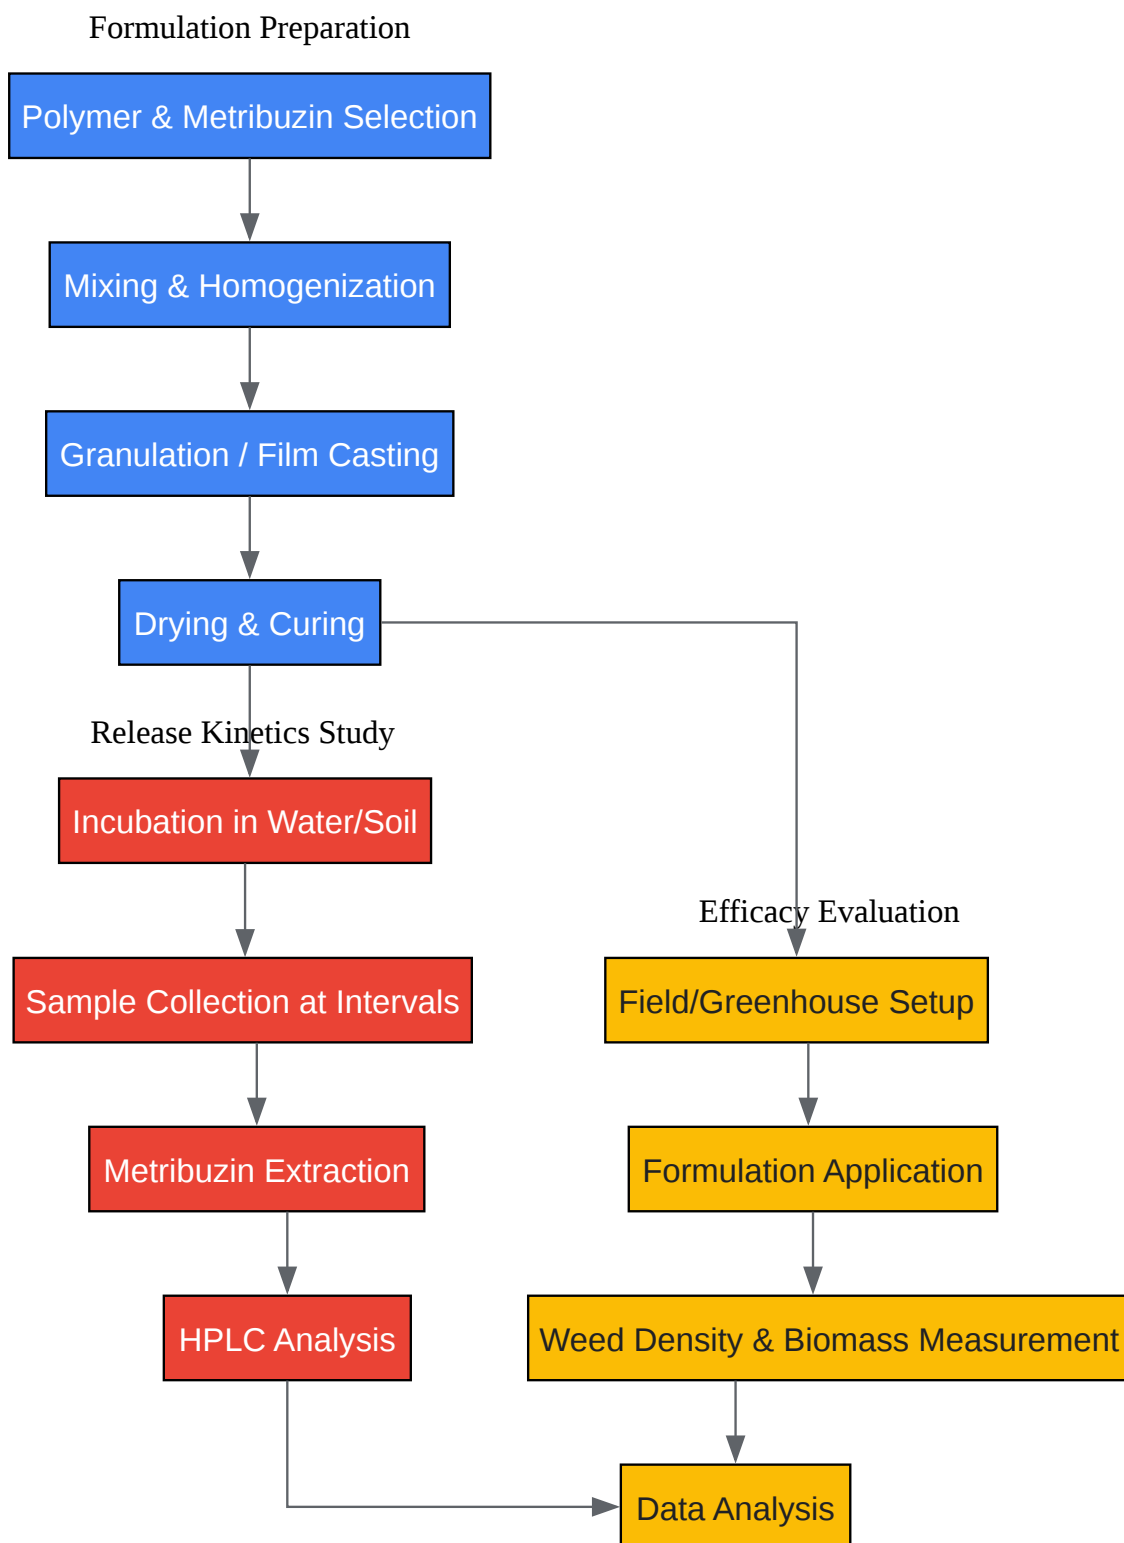 Formulation Preparation
Polymer & Metribuzin Selection
Mixing & Homogenization
Granulation / Film Casting
Drying & Curing
Release Kinetics Study
Incubation in Water/Soil
Sample Collection at Intervals
Metribuzin Extraction
HPLC Analysis
Efficacy Evaluation
Field/Greenhouse Setup
Formulation Application
Weed Density & Biomass Measurement
Data Analysis